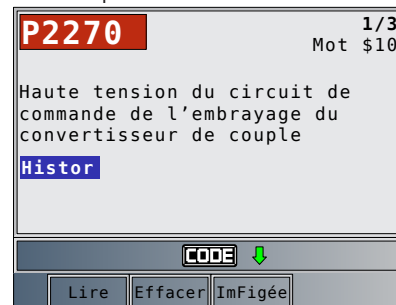 P2270
1/3
Mot $10
Haute tension du circuit de
commande de l'embrayage du
convertisseur de couple
Histor
CODE
Lire Effacer ImFigée